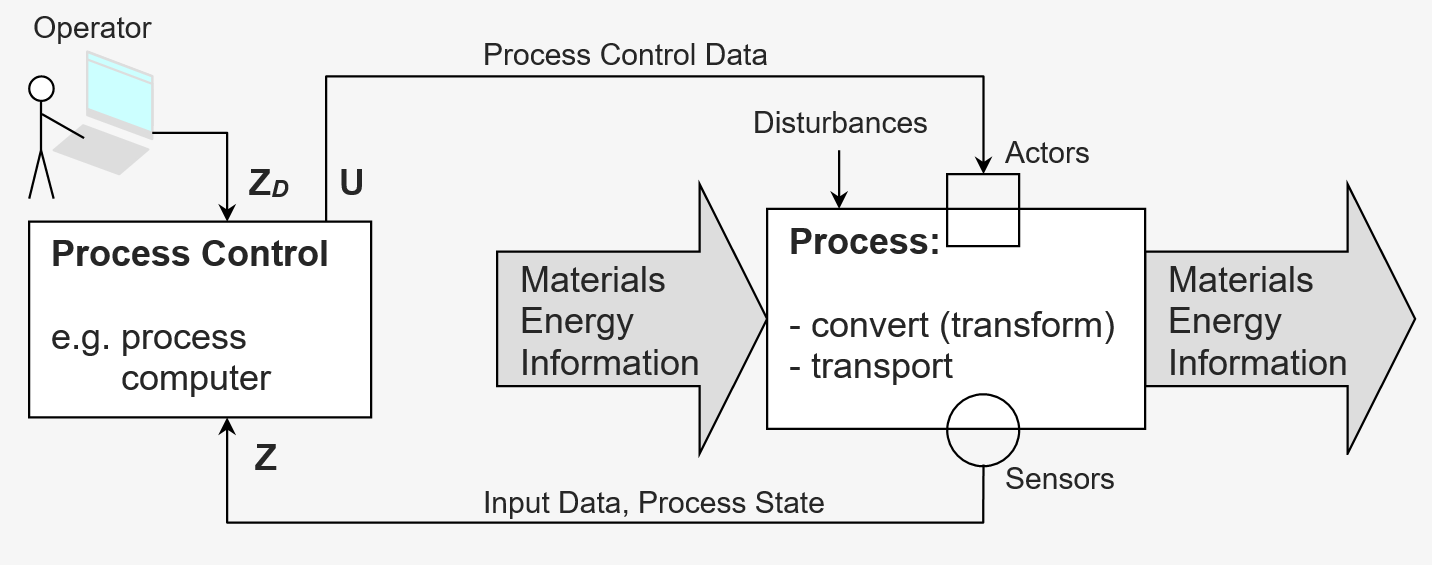 Operator
Process Control Data
Disturbances
Actors
Z_D
U
Process Control
e.g. process
computer
Materials
Energy
Information
Process:
- convert (transform)
- transport
Materials
Energy
Information
Z
Sensors
Input Data, Process State